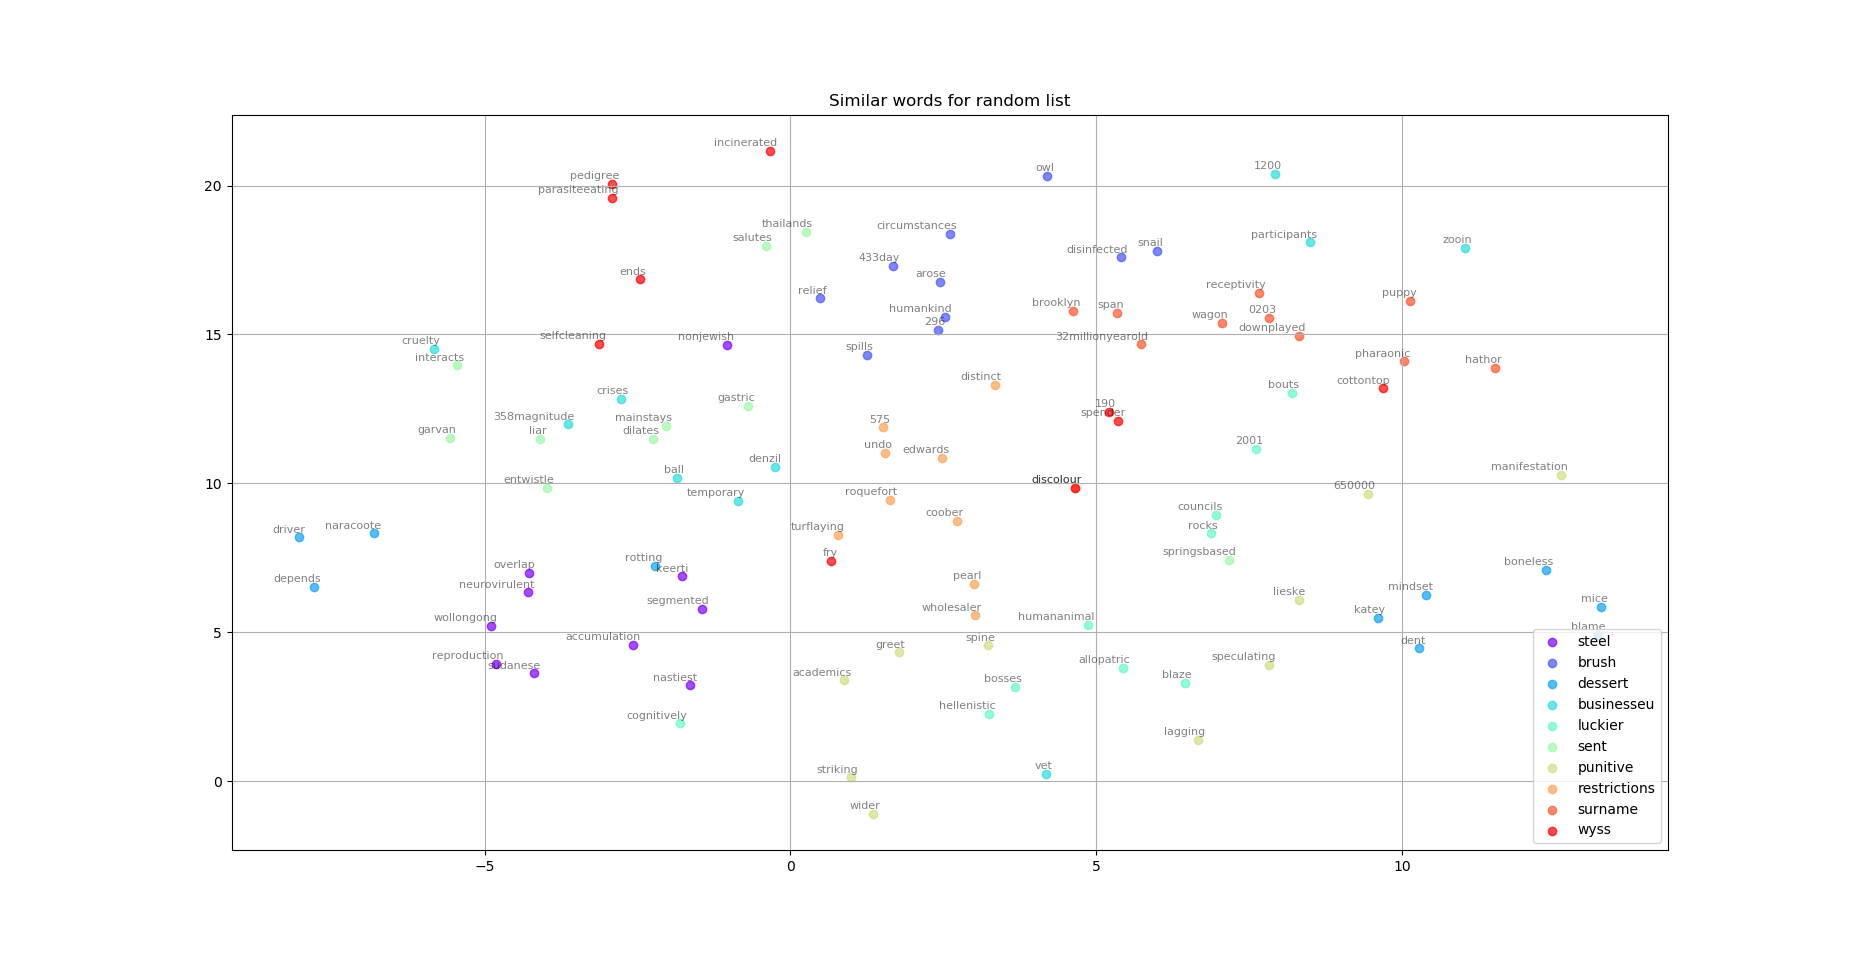 Similar words for random list
incinerated
owl
1200
pedigree
parasiteeating
20
thailands
salutes
circumstances
participants
zooin
snail
disinfected
433day
ends
arose
receptivity
relief
puppy
brooklyn
span
humankind
0203
wagon
296
downplayed
15
selfcleaning
nonjewish
32millionyearold
cruelty
spills
interacts
pharaonic
hathor
distinct
cottontop
bouts
crises
gastric
190
spender
358magnitude
mainstays
575
garvan
liar
dilates
2001
undo
edwards
denzil
manifestation
ball
10
entwistle
discolour
650000
temporary
roquefort
councils
coober
driver
naracoote
turflaying
rocks
fry
springsbased
rotting
overlap
keerti
boneless
depends
pearl
neurovirulent
mindset
lieske
segmented
mice
wholesaler
katey
wollongong
humananimal
blame
5
accumulation
spine
dent
greet
reproduction
sudanese
speculating
allopatric
academics
nastiest
bosses
blaze
hellenistic
cognitively
lagging
striking
vet
0
wider
steel
brush
dessert
businesseu
luckier
sent
punitive
restrictions
surname
wyss
−5
0
5
10